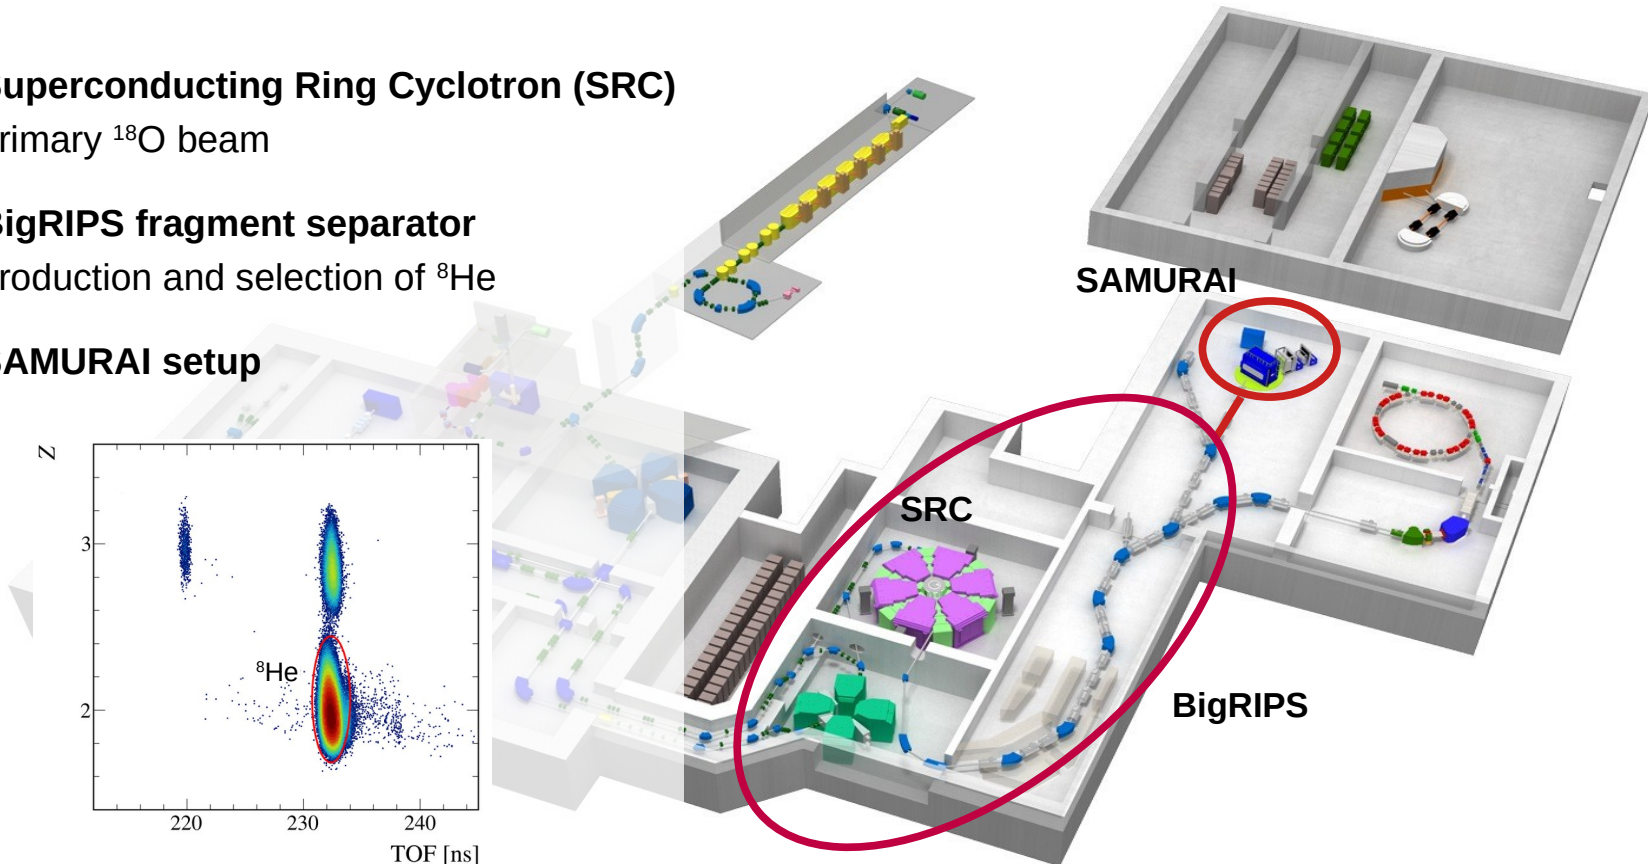 uperconducting Ring Cyclotron (SRC)
rimary ¹⁸O beam
igRIPS fragment separator
roduction and selection of ⁸He
AMURAI setup
SAMURAI
SRC
BigRIPS
Z
3
⁸He
2
220 230 240
TOF [ns]